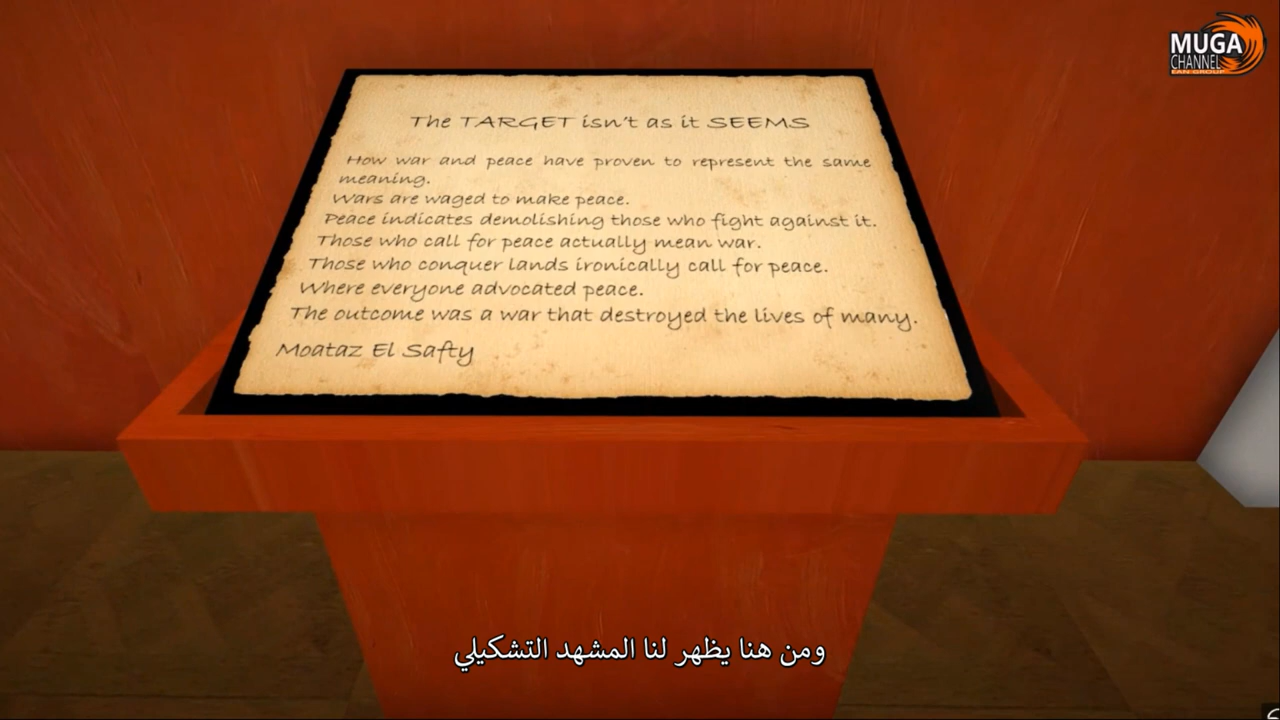 MUGA
CHANNEL
FAN GROUP
The TARGET isn't as it SEEMS
How war and peace have proven to represent the same
meaning.
Wars are waged to make peace.
Peace indicates demolishing those who fight against it.
Those who call for peace actually mean war.
Those who conquer lands ironically call for peace.
Where everyone advocated peace.
The outcome was a war that destroyed the lives of many.
Moataz El Safty
ومن هنا يظهر لنا المشهد التشكيلي